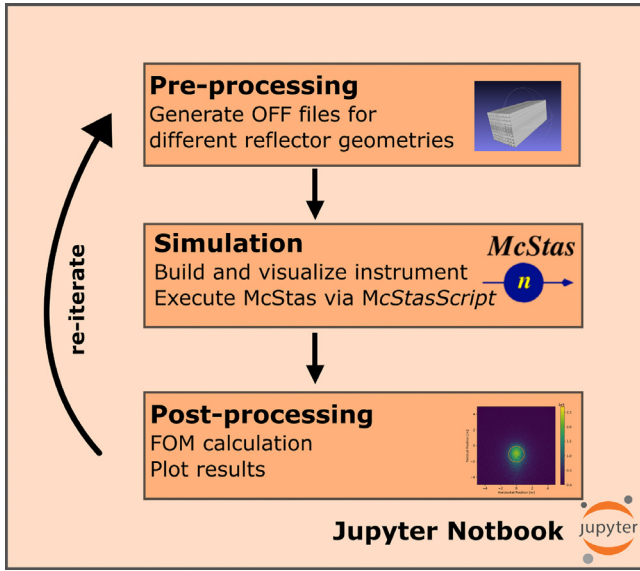 Pre-processing
Generate OFF files for
different reflector geometries
Simulation
McStas
Build and visualize instrument
n
Execute McStas via McStasScript
re-iterate
Post-processing
FOM calculation
Plot results
Jupyter Notbook
jupyter